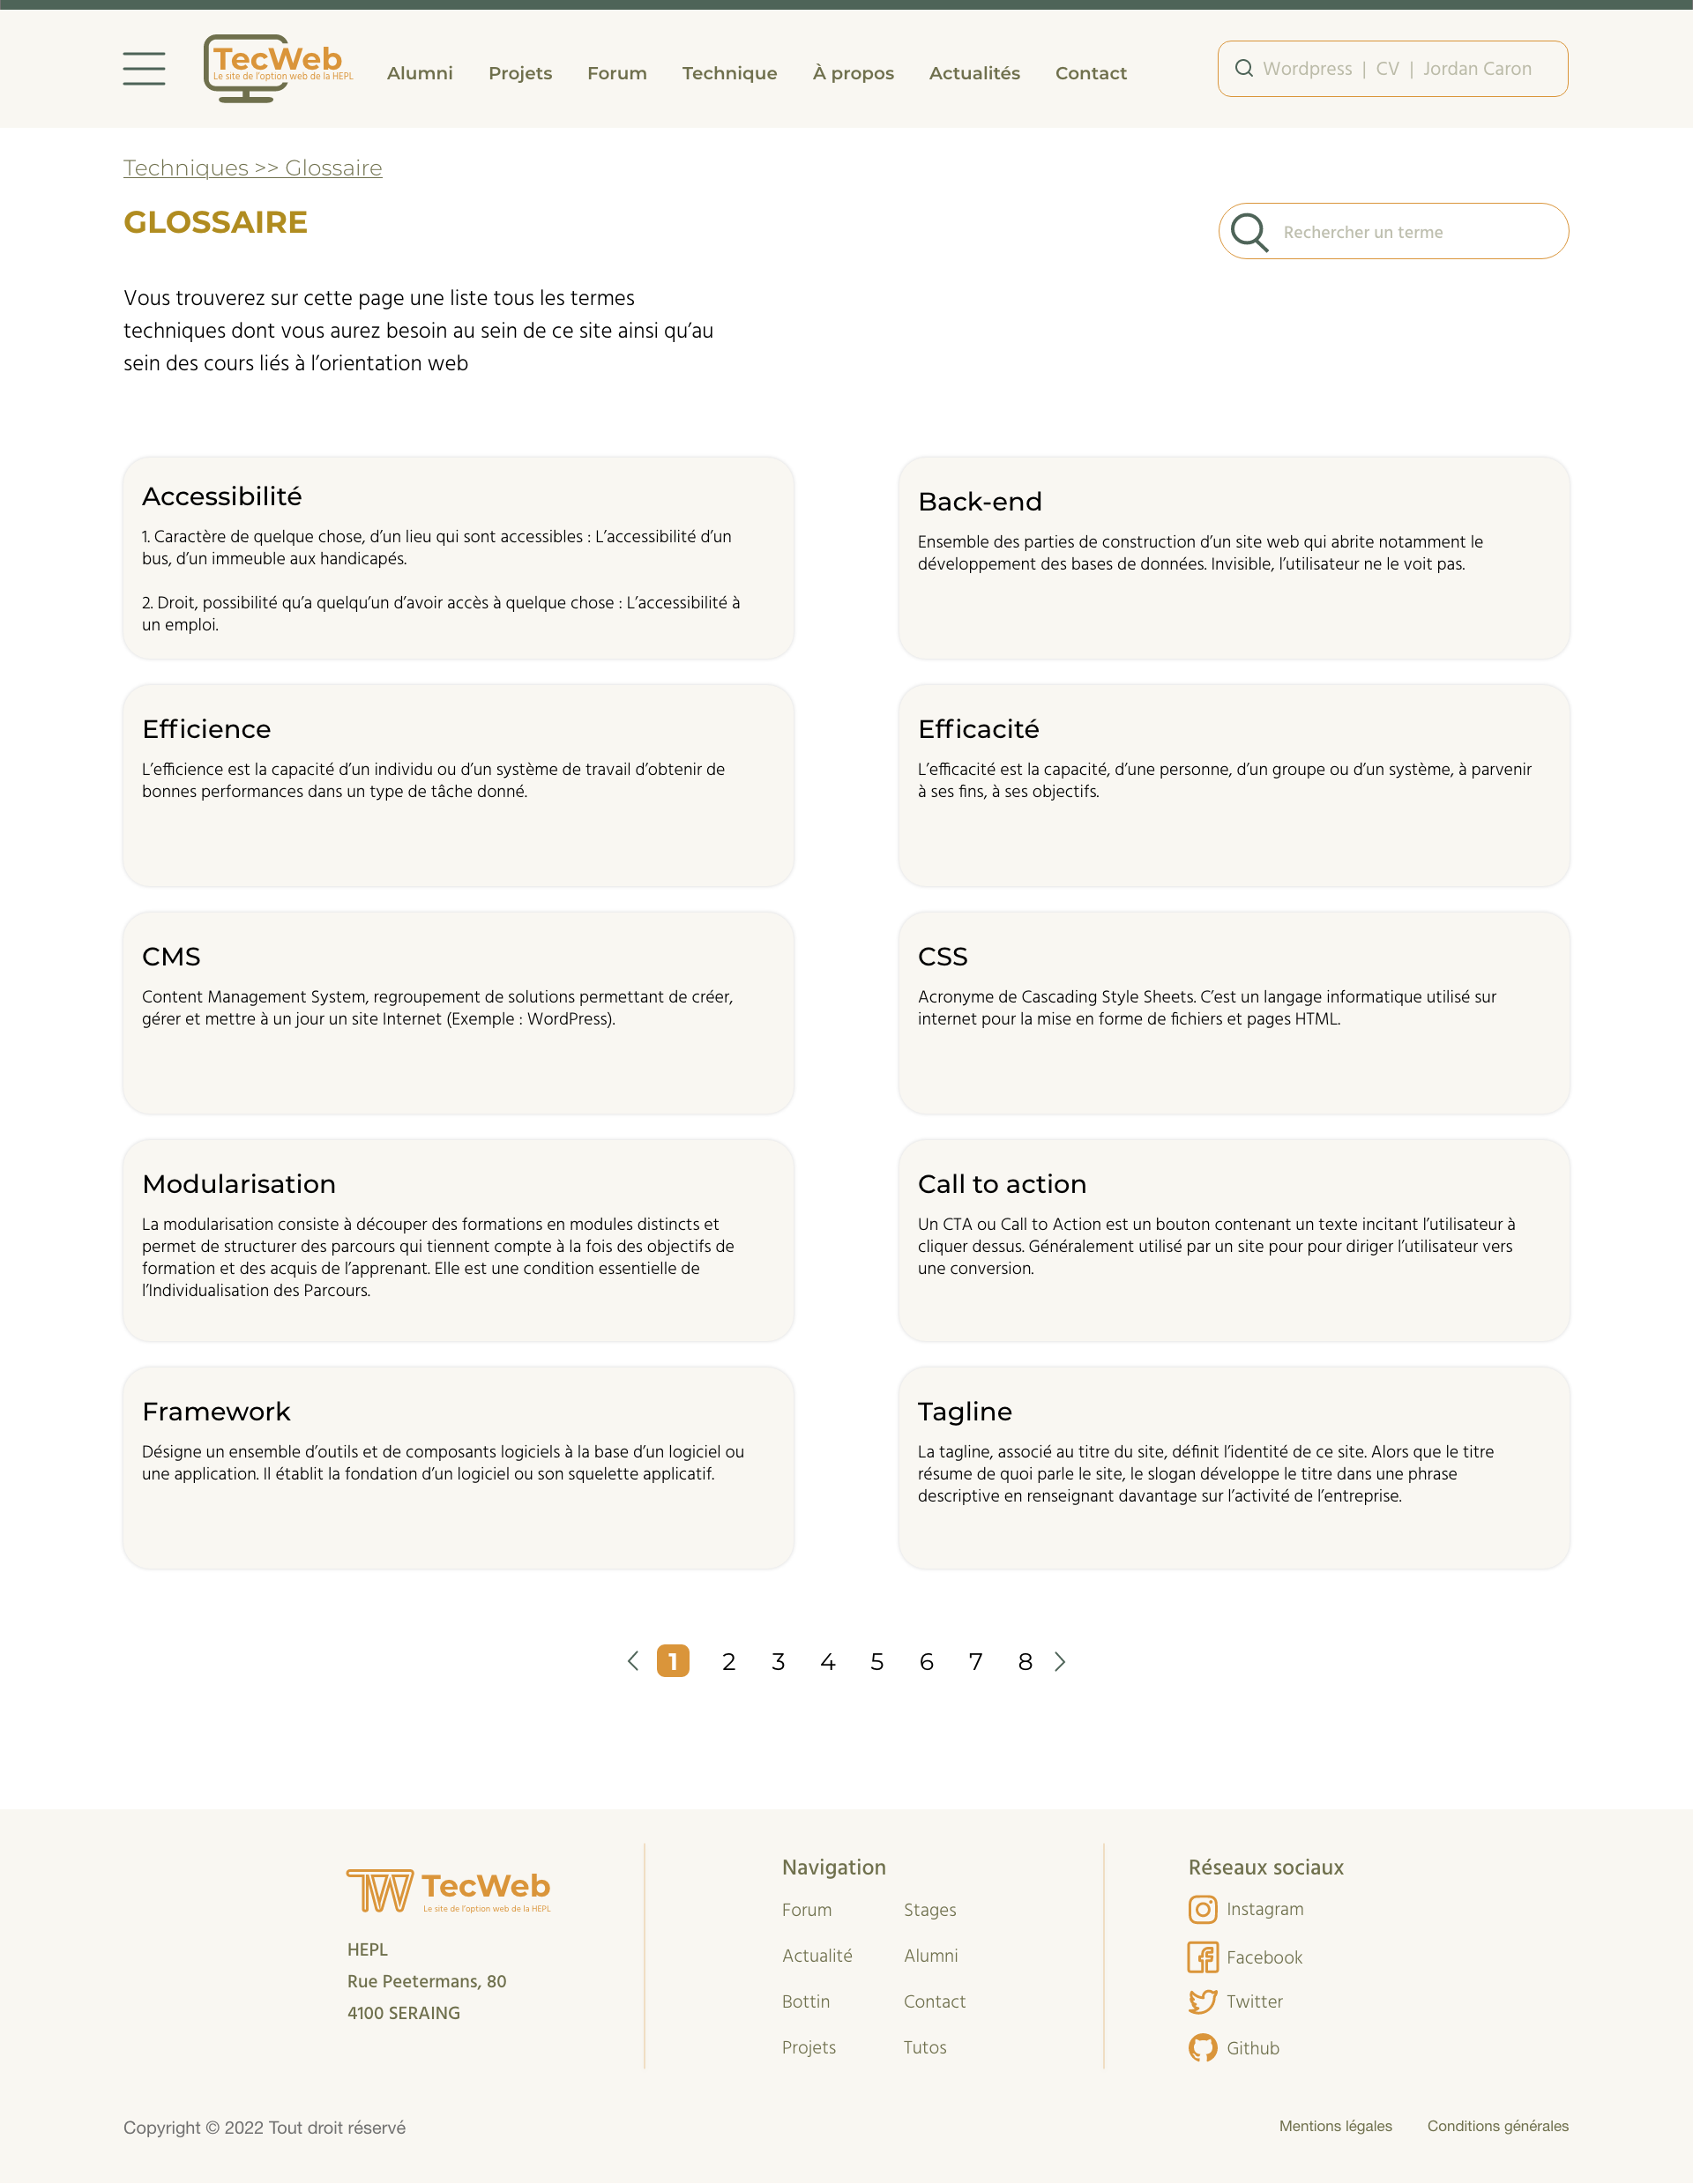 TecWeb
Le site de l'option web de la HEPL
Alumni
Projets
Forum
Technique
À propos
Actualités
Contact
Wordpress | CV | Jordan Caron
Techniques >> Glossaire
GLOSSAIRE
Rechercher un terme
Vous trouverez sur cette page une liste tous les termes
techniques dont vous aurez besoin au sein de ce site ainsi qu’au
sein des cours liés à l’orientation web
Accessibilité
1. Caractère de quelque chose, d’un lieu qui sont accessibles : L’accessibilité d’un
bus, d’un immeuble aux handicapés.
2. Droit, possibilité qu’a quelqu’un d’avoir accès à quelque chose : L’accessibilité à
un emploi.
Back-end
Ensemble des parties de construction d’un site web qui abrite notamment le
développement des bases de données. Invisible, l’utilisateur ne le voit pas.
Efficience
L’efficience est la capacité d’un individu ou d’un système de travail d’obtenir de
bonnes performances dans un type de tâche donné.
Efficacité
L’efficacité est la capacité, d’une personne, d’un groupe ou d’un système, à parvenir
à ses fins, à ses objectifs.
CMS
Content Management System, regroupement de solutions permettant de créer,
gérer et mettre à un jour un site Internet (Exemple : WordPress).
CSS
Acronyme de Cascading Style Sheets. C’est un langage informatique utilisé sur
internet pour la mise en forme de fichiers et pages HTML.
Modularisation
La modularisation consiste à découper des formations en modules distincts et
permet de structurer des parcours qui tiennent compte à la fois des objectifs de
formation et des acquis de l’apprenant. Elle est une condition essentielle de
l’Individualisation des Parcours.
Call to action
Un CTA ou Call to Action est un bouton contenant un texte incitant l’utilisateur à
cliquer dessus. Généralement utilisé par un site pour pour diriger l’utilisateur vers
une conversion.
Framework
Désigne un ensemble d’outils et de composants logiciels à la base d’un logiciel ou
une application. Il établit la fondation d’un logiciel ou son squelette applicatif.
Tagline
La tagline, associé au titre du site, définit l’identité de ce site. Alors que le titre
résume de quoi parle le site, le slogan développe le titre dans une phrase
descriptive en renseignant davantage sur l’activité de l’entreprise.
1 2 3 4 5 6 7 8
TW TecWeb
Le site de l'option web de la HEPL
HEPL
Rue Peetermans, 80
4100 SERAING
Navigation
Forum
Stages
Actualité
Alumni
Bottin
Contact
Projets
Tutos
Réseaux sociaux
Instagram
Facebook
Twitter
Github
Copyright © 2022 Tout droit réservé
Mentions légales
Conditions générales